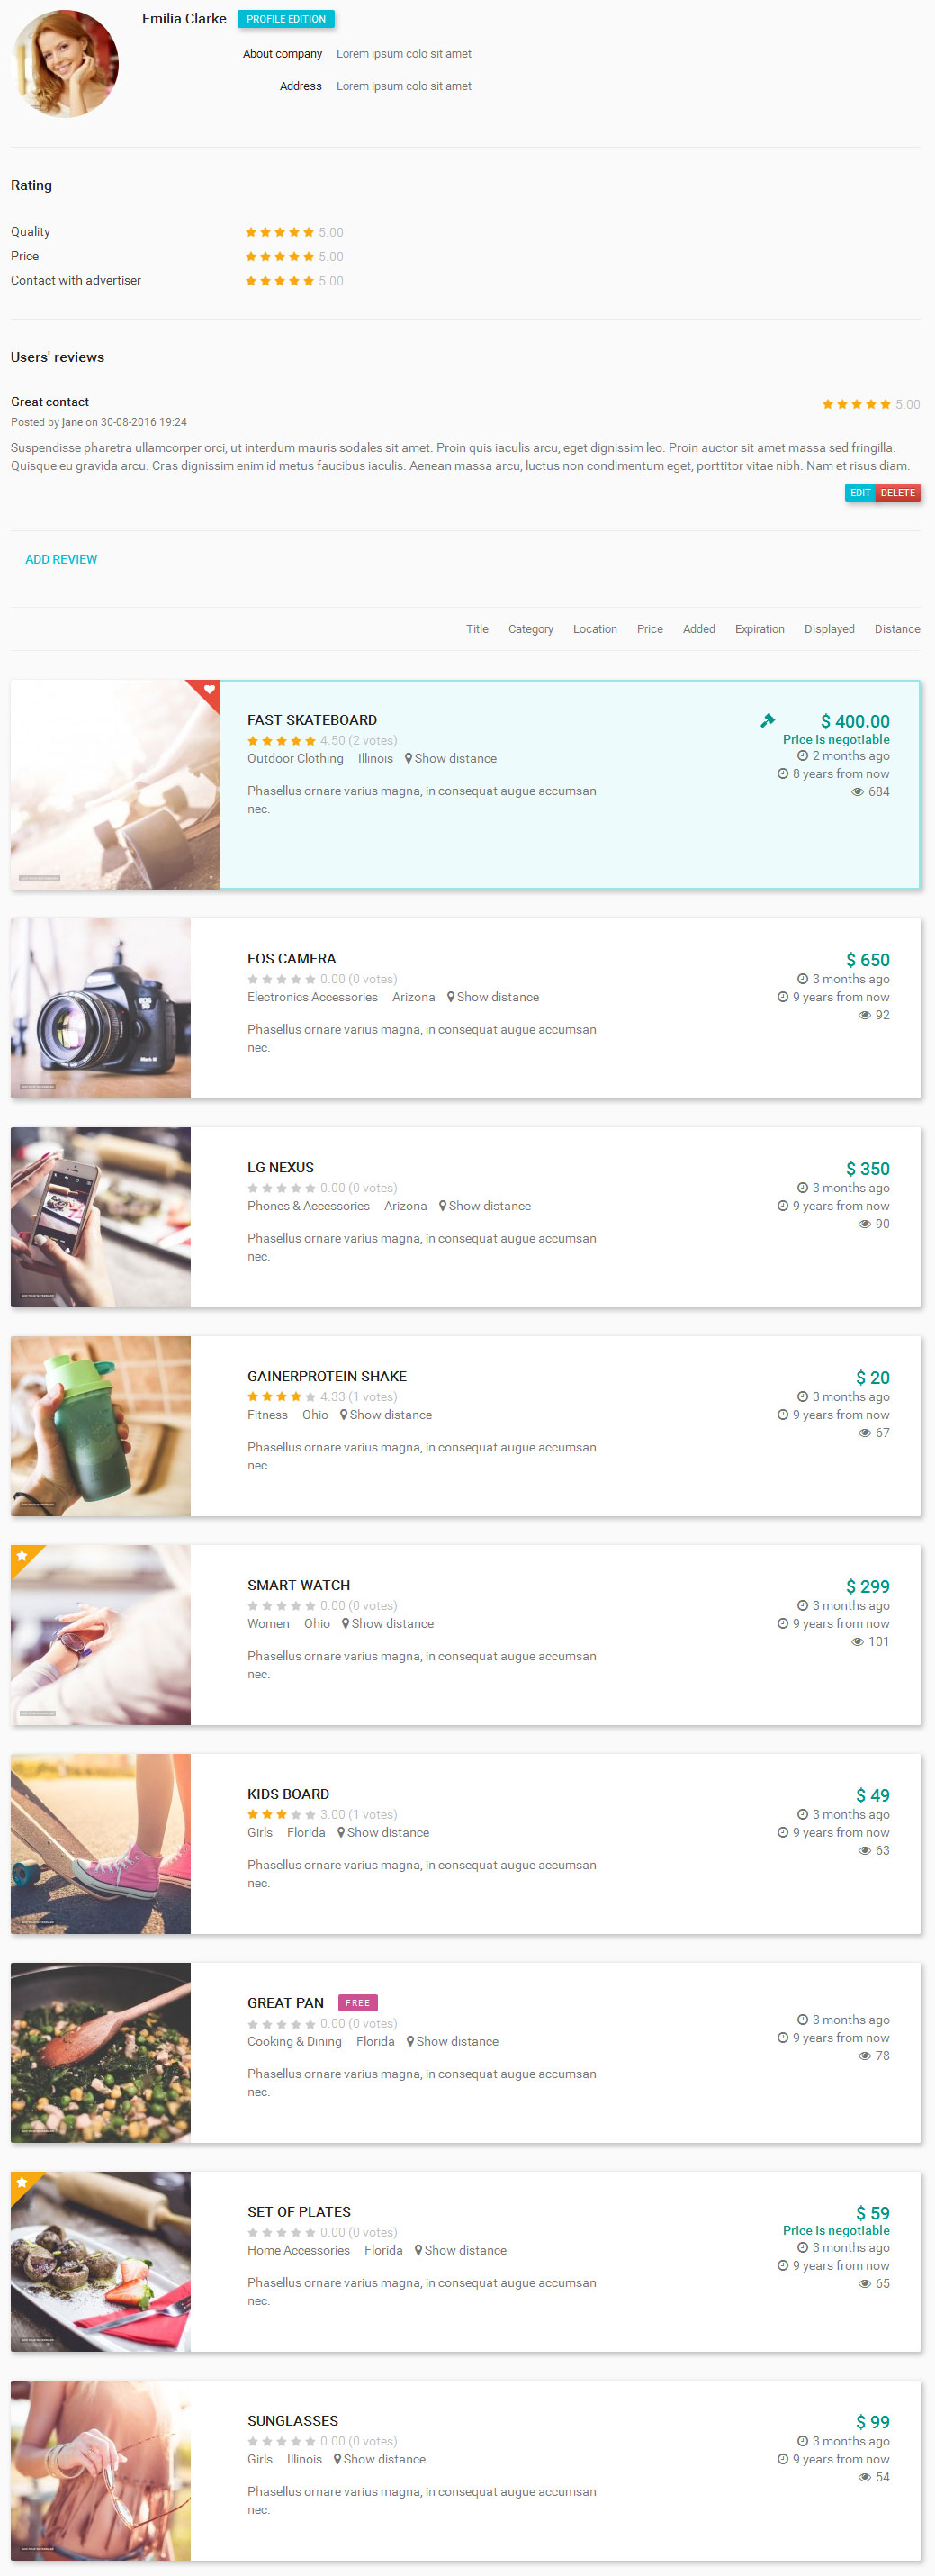 Emilia Clarke PROFILE EDITION
About company Lorem ipsum colo sit amet
Address Lorem ipsum colo sit amet
Rating
Quality 5.00
Price 5.00
Contact with advertiser 5.00
Users' reviews
Great contact 5.00
Posted by jane on 30-08-2016 19:24
Suspendisse pharetra ullamcorper orci, ut interdum mauris sodales sit amet. Proin quis iaculis arcu, eget dignissim leo. Proin auctor sit amet massa sed fringilla.
Quisque eu gravida arcu. Cras dignissim enim id metus faucibus iaculis. Aenean massa arcu, luctus non condimentum eget, porttitor vitae nibh. Nam et risus diam.
EDIT DELETE
ADD REVIEW
Title Category Location Price Added Expiration Displayed Distance
FAST SKATEBOARD $ 400.00
4.50 (2 votes) Price is negotiable
Outdoor Clothing Illinois Show distance 2 months ago
8 years from now
Phasellus ornare varius magna, in consequat augue accumsan 684
nec.
EOS CAMERA $ 650
0.00 (0 votes) 3 months ago
Electronics Accessories Arizona Show distance 9 years from now
92
Phasellus ornare varius magna, in consequat augue accumsan
nec.
LG NEXUS $ 350
0.00 (0 votes) 3 months ago
Phones & Accessories Arizona Show distance 9 years from now
90
Phasellus ornare varius magna, in consequat augue accumsan
nec.
GAINERPROTEIN SHAKE $ 20
4.33 (1 votes) 3 months ago
Fitness Ohio Show distance 9 years from now
67
Phasellus ornare varius magna, in consequat augue accumsan
nec.
SMART WATCH $ 299
0.00 (0 votes) 3 months ago
Women Ohio Show distance 9 years from now
101
Phasellus ornare varius magna, in consequat augue accumsan
nec.
KIDS BOARD $ 49
3.00 (1 votes) 3 months ago
Girls Florida Show distance 9 years from now
63
Phasellus ornare varius magna, in consequat augue accumsan
nec.
GREAT PAN FREE
0.00 (0 votes) 3 months ago
Cooking & Dining Florida Show distance 9 years from now
78
Phasellus ornare varius magna, in consequat augue accumsan
nec.
SET OF PLATES $ 59
0.00 (0 votes) Price is negotiable
Home Accessories Florida Show distance 3 months ago
9 years from now
Phasellus ornare varius magna, in consequat augue accumsan 65
nec.
SUNGLASSES $ 99
0.00 (0 votes) 3 months ago
Girls Illinois Show distance 9 years from now
54
Phasellus ornare varius magna, in consequat augue accumsan
nec.